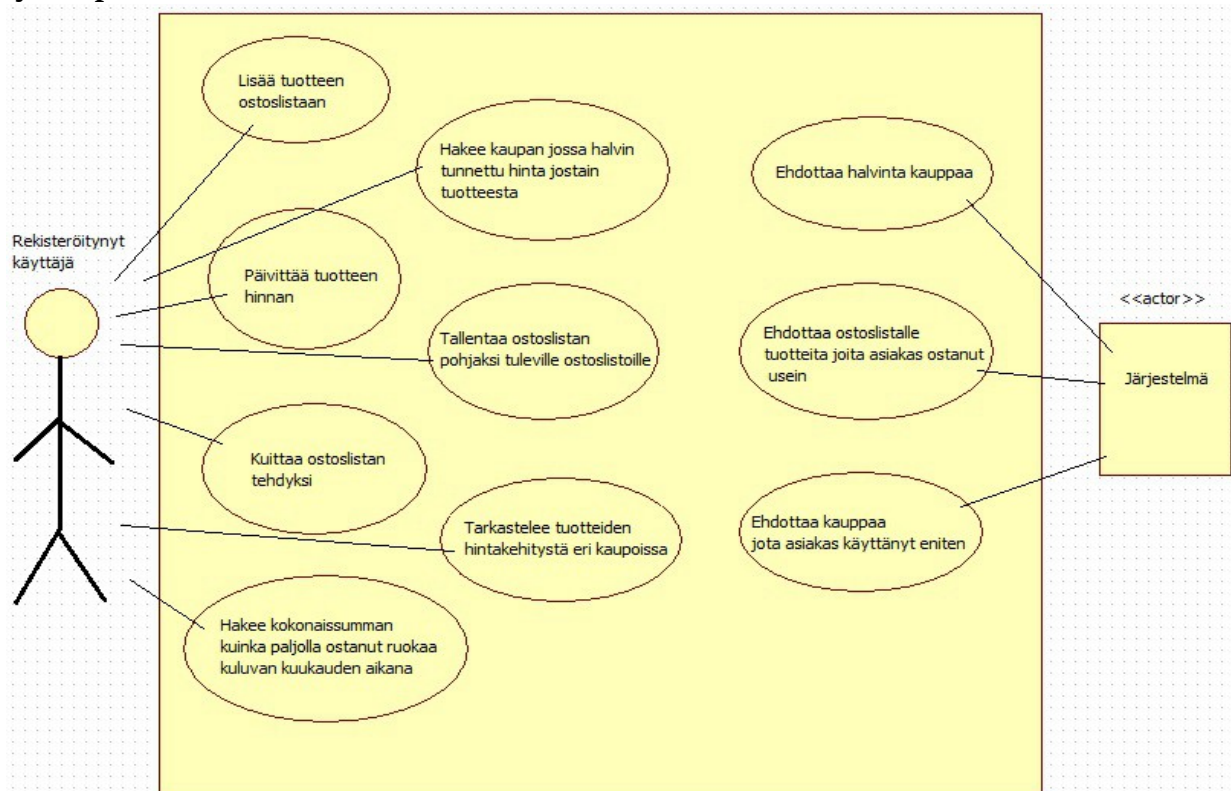 Lisää tuotteen
ostoslistaan
Hakee kaupan jossa halvin
tunnettu hinta jostain
tuotteesta
Ehdottaa halvinta kauppaa
Rekisteröitynyt
käyttäjä
Päivittää tuotteen
hinnan
<<actor>>
Järjestelmä
Tallentaa ostoslistan
pohjaksi tuleville ostoslistoille
Ehdottaa ostoslistalle
tuotteita joita asiakas ostanut
usein
Kuittaa ostoslistan
tehdyksi
Tarkastelee tuotteiden
hintakehitystä eri kaupoissa
Ehdottaa kauppaa
jota asiakas käyttänyt eniten
Hakee kokonaissumman
kuinka paljolla ostanut ruokaa
kuluvan kuukauden aikana